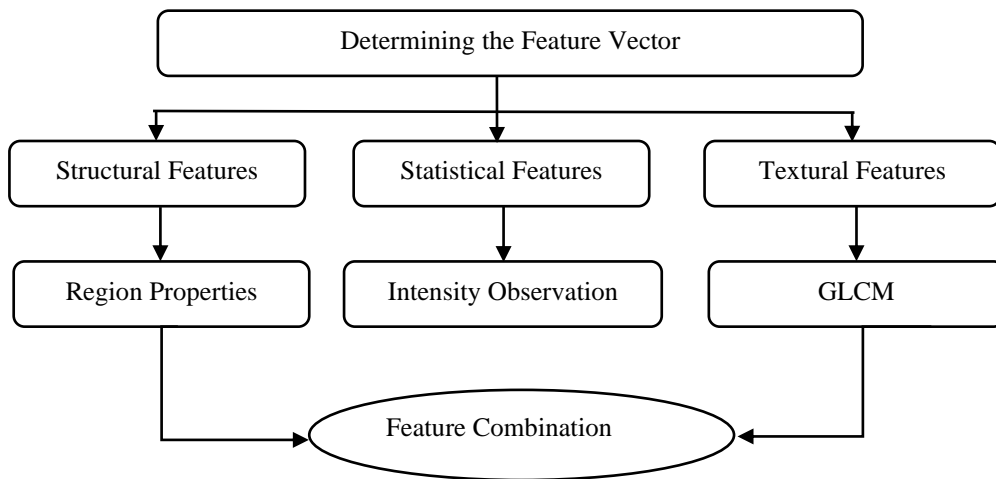 Determining the Feature Vector
Structural Features
Statistical Features
Textural Features
Region Properties
Intensity Observation
GLCM
Feature Combination